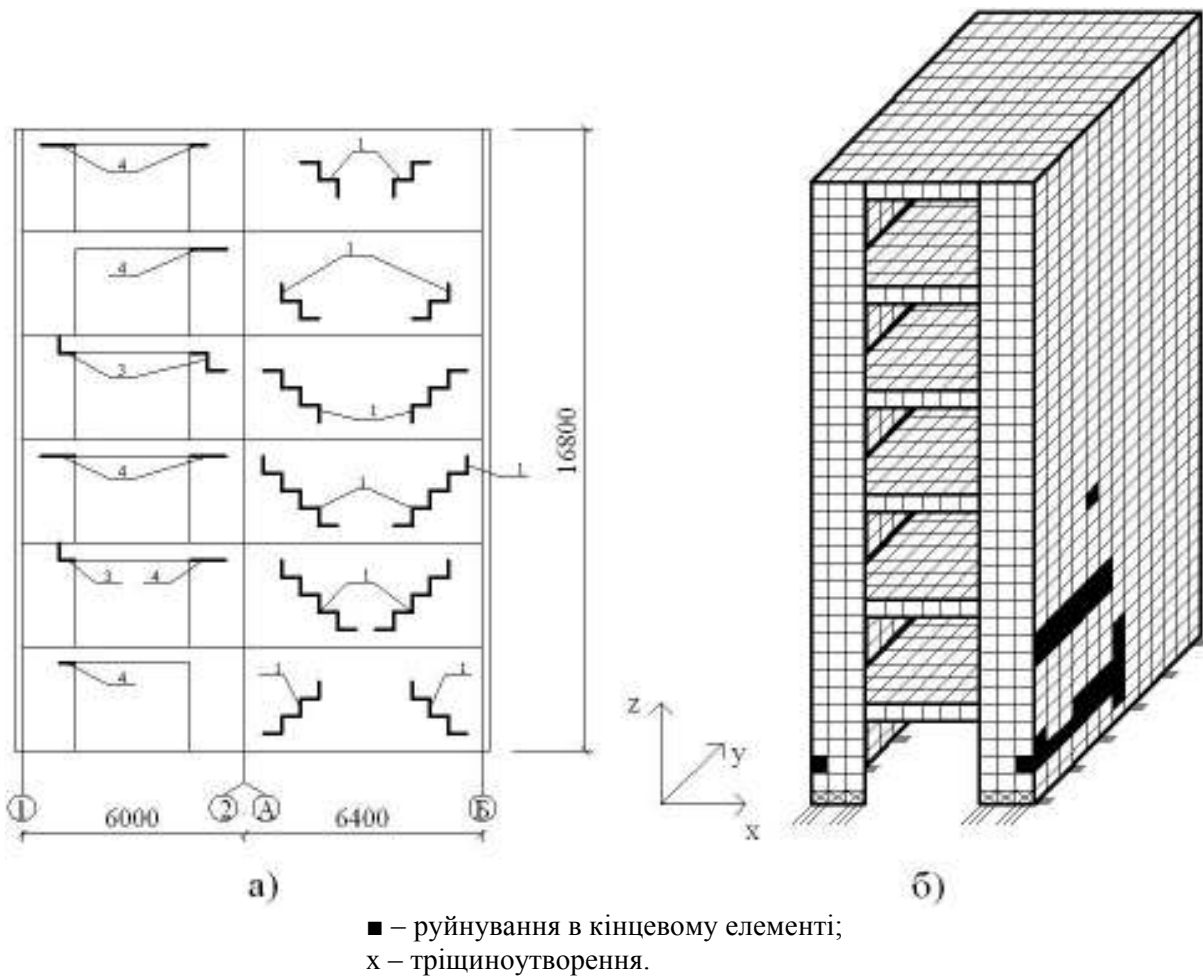 4
1
4
1
3
1
4
1
1
3
4
1
4
1
1
16800
1
2
А
Б
6000
6400
z
y
x
а)
б)
■ – руйнування в кінцевому елементі;
х – тріщиноутворення.